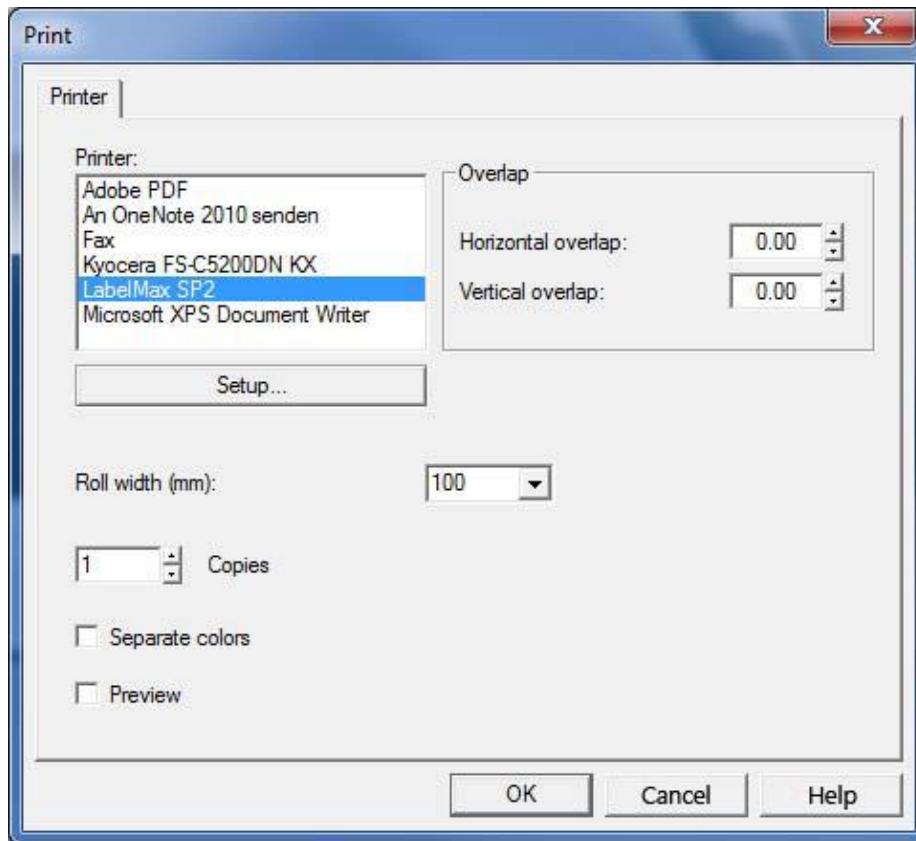 Print
Printer
Printer:
Adobe PDF
An OneNote 2010 senden
Fax
Kyocera FS-C5200DN KX
LabelMax SP2
Microsoft XPS Document Writer
Setup...
Overlap
Horizontal overlap: 0.00
Vertical overlap: 0.00
Roll width (mm): 100
1 Copies
Separate colors
Preview
OK Cancel Help